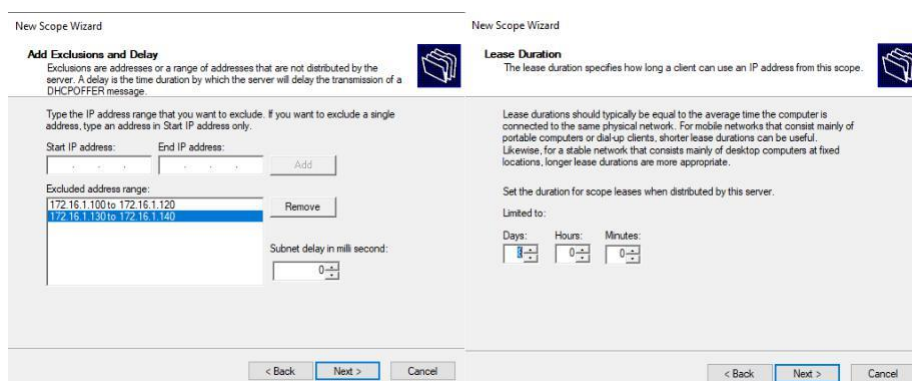 New Scope Wizard
Add Exclusions and Delay
Exclusions are addresses or a range of addresses that are not distributed by the
server. A delay is the time duration by which the server will delay the transmission of a
DHCPOFFER message.
Type the IP address range that you want to exclude. If you want to exclude a single
address, type an address in Start IP address only.
Start IP address:
End IP address:
Add
Excluded address range:
172.16.1.100 to 172.16.1.120
172.16.1.130 to 172.16.1.140
Remove
Subnet delay in milli second:
0
< Back
Next >
Cancel
New Scope Wizard
Lease Duration
The lease duration specifies how long a client can use an IP address from this scope.
Lease durations should typically be equal to the average time the computer is
connected to the same physical network. For mobile networks that consist mainly of
portable computers or dial-up clients, shorter lease durations can be useful.
Likewise, for a stable network that consists mainly of desktop computers at fixed
locations, longer lease durations are more appropriate.
Set the duration for scope leases when distributed by this server.
Limited to:
Days:
Hours:
Minutes:
0
0
< Back
Next >
Cancel